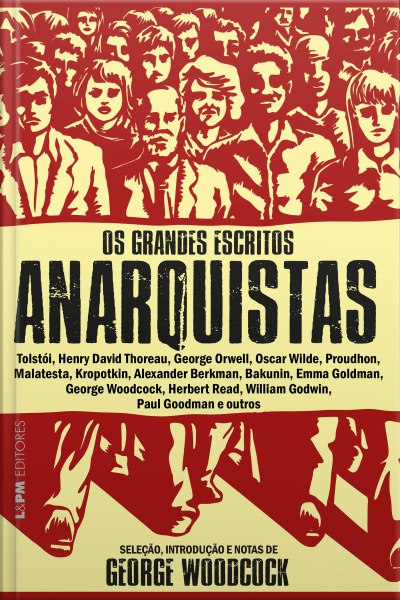 OS GRANDES ESCRITOS
ANARQUISTAS
Tolstói, Henry David Thoreau, George Orwell, Oscar Wilde, Proudhon,
Malatesta, Kropotkin, Alexander Berkman, Bakunin, Emma Goldman,
George Woodcock, Herbert Read, William Godwin,
Paul Goodman e outros
L&PM EDITORES
SELEÇÃO, INTRODUÇÃO E NOTAS DE
GEORGE WOODCOCK